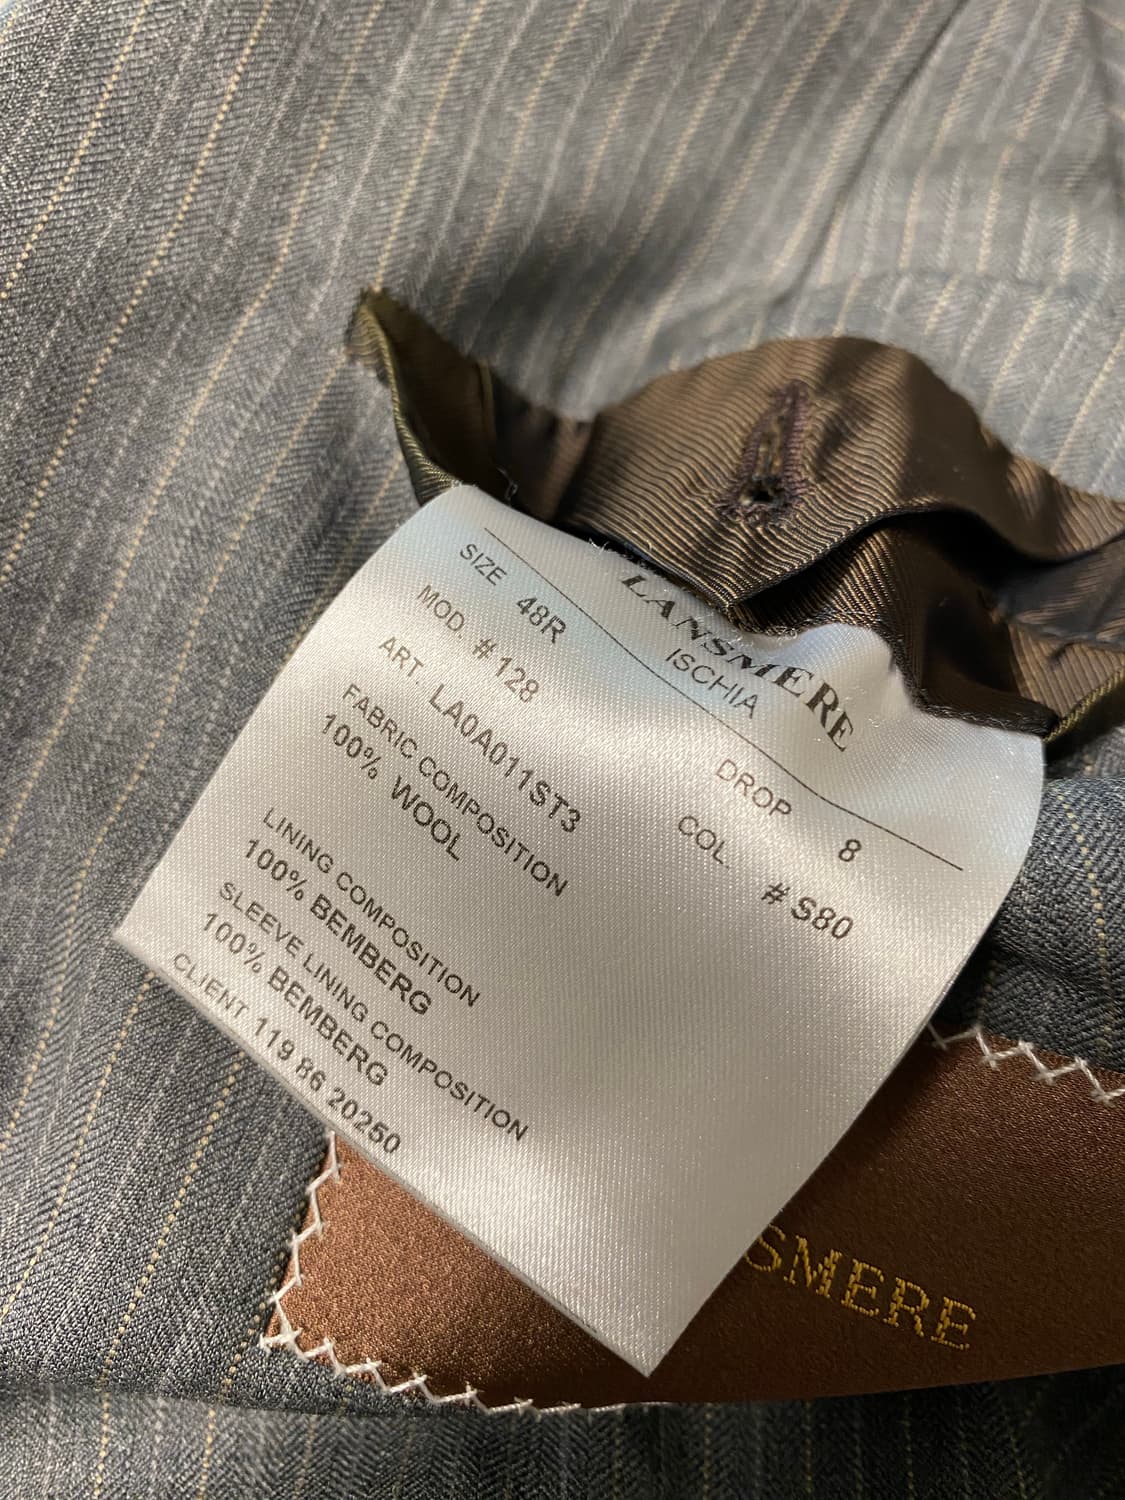 LANSMERE
ISCHIA
SIZE 48R DROP 8
MOD. #128 COL. #S80
ART. LA0A011ST3
FABRIC COMPOSITION
100% WOOL
LINING COMPOSITION
100% BEMBERG
SLEEVE LINING COMPOSITION
100% BEMBERG
CLIENT 119 86 20250
SMERE